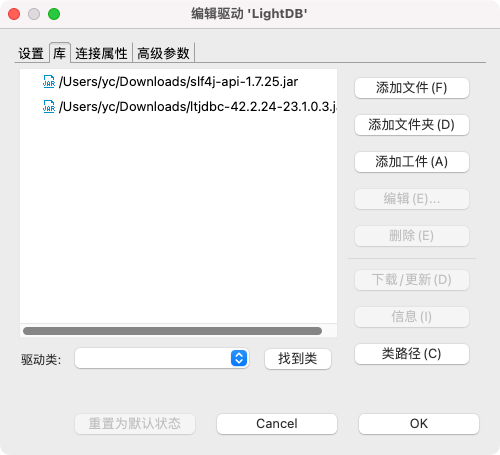 编辑驱动 'LightDB'
设置 库 连接属性 高级参数
/Users/yc/Downloads/slf4j-api-1.7.25.jar
/Users/yc/Downloads/ltjdbc-42.2.24-23.1.0.3.ja
添加文件 (F)
添加文件夹 (D)
添加工件 (A)
编辑 (E)...
删除 (E)
下载/更新 (D)
信息 (I)
类路径 (C)
驱动类:
找到类
重置为默认状态
Cancel
OK